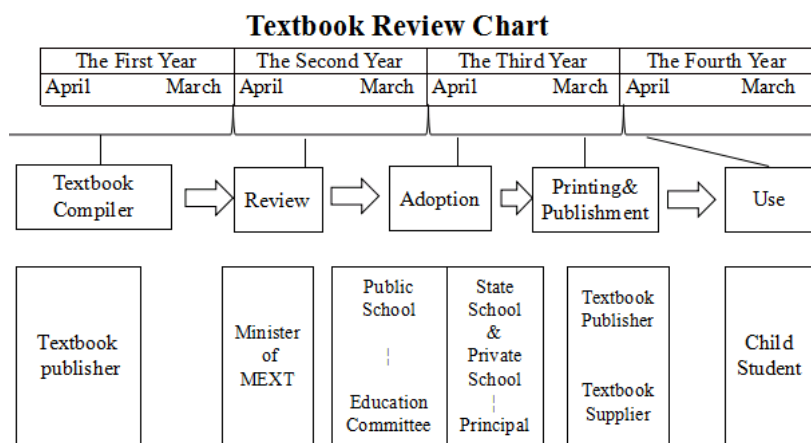 Textbook Review Chart
The First Year
The Second Year
The Third Year
The Fourth Year
April March
April March
April March
April March
Textbook
Compiler
Review
Adoption
Printing&
Publishment
Use
Textbook
publisher
Minister
of
MEXT
Public
School
Education
Committee
State
School
&
Private
School
Principal
Textbook
Publisher
Textbook
Supplier
Child
Student